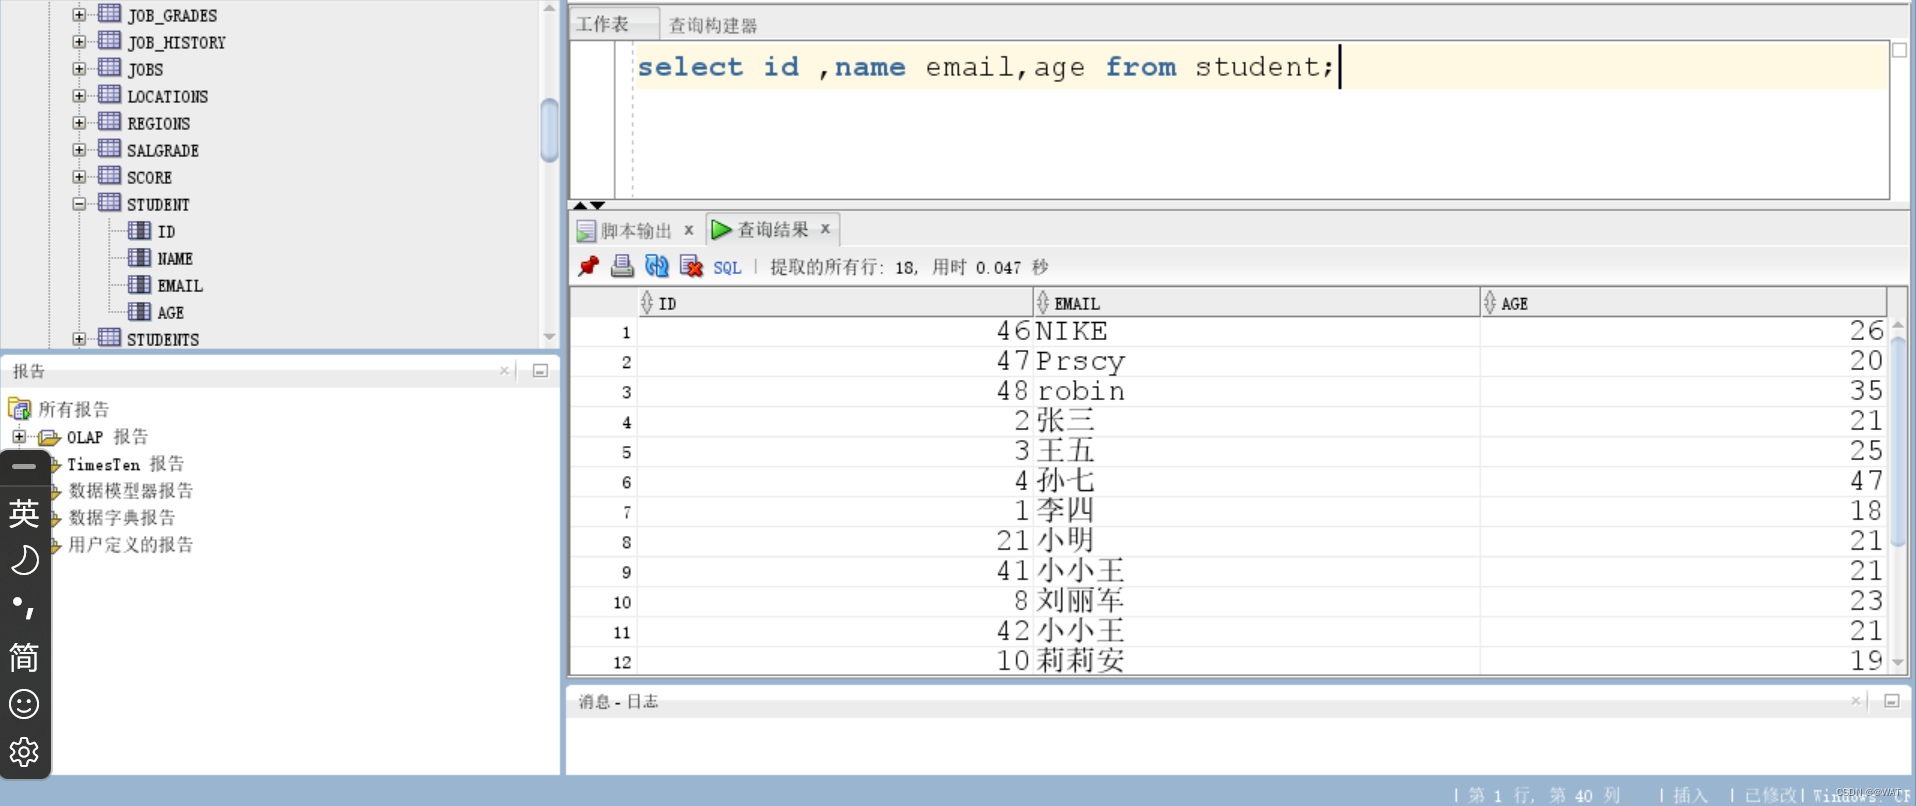 JOB_GRADES
JOB_HISTORY
JOBS
LOCATIONS
REGIONS
SALGRADE
SCORE
STUDENT
ID
NAME
EMAIL
AGE
STUDENTS
报告
所有报告
OLAP 报告
TimesTen 报告
数据模型器报告
数据字典报告
用户定义的报告
英
简
工作表 查询构建器
select id ,name email,age from student;
脚本输出 x 查询结果 x
SQL | 提取的所有行: 18, 用时 0.047 秒
ID EMAIL AGE
1 46 NIKE 26
2 47 Prscy 20
3 48 robin 35
4 2 张三 21
5 3 王五 25
6 4 孙七 47
7 1 李四 18
8 21 小明 21
9 41 小小王 21
10 8 刘丽军 23
11 42 小小王 21
12 10 莉莉安 19
消息 - 日志
| 第 1 行, 第 40 列 | 插入 | 已修改| Windows: